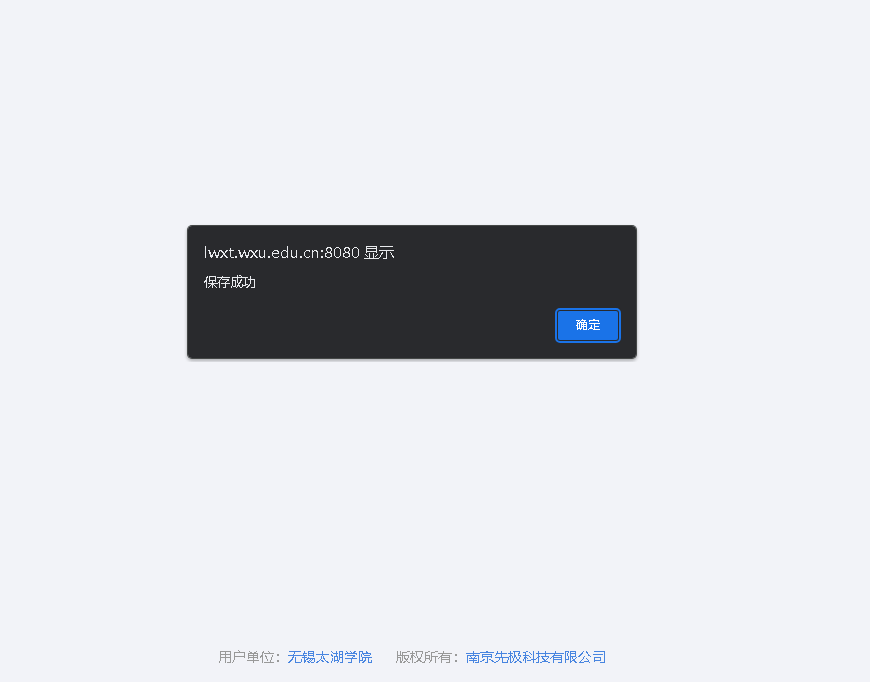 lwxt.wxu.edu.cn:8080 显示
保存成功
确定
用户单位：无锡太湖学院 版权所有：南京先极科技有限公司